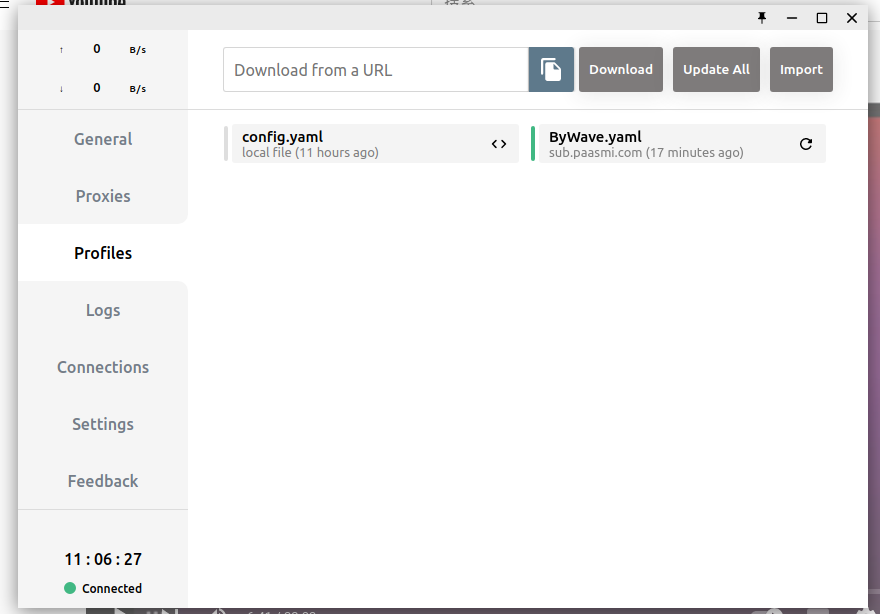 ↑ 0 B/s
↓ 0 B/s
General
Proxies
Profiles
Logs
Connections
Settings
Feedback
11 : 06 : 27
Connected
Download from a URL
Download
Update All
Import
config.yaml
local file (11 hours ago)
ByWave.yaml
sub.paasmi.com (17 minutes ago)